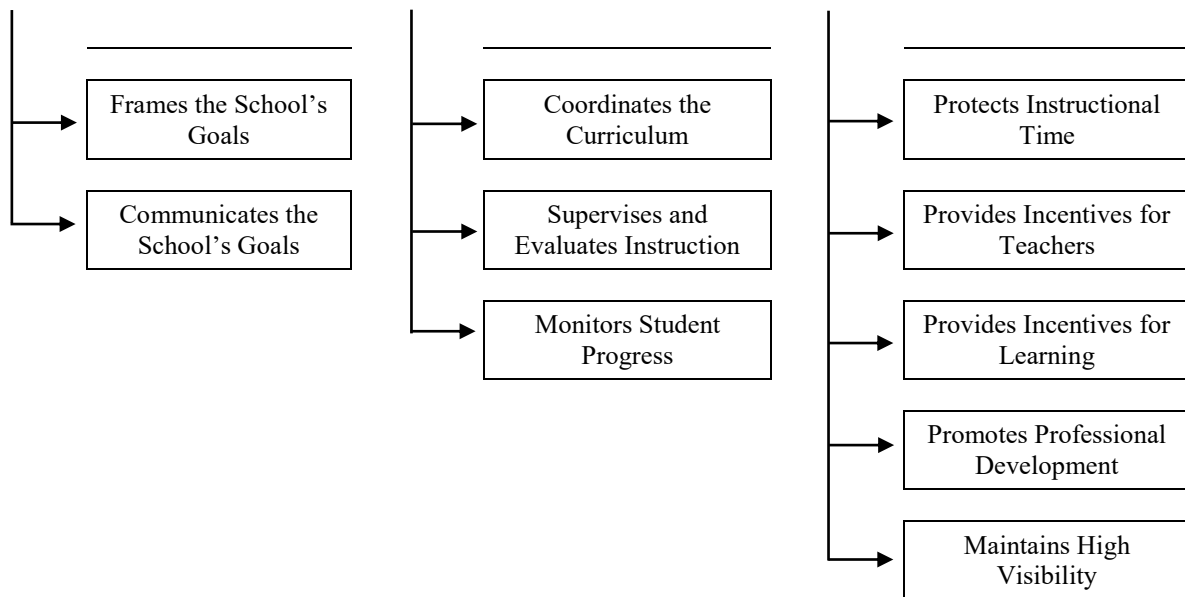 Frames the School’s
Goals
Communicates the
School’s Goals
Coordinates the
Curriculum
Supervises and
Evaluates Instruction
Monitors Student
Progress
Protects Instructional
Time
Provides Incentives for
Teachers
Provides Incentives for
Learning
Promotes Professional
Development
Maintains High
Visibility